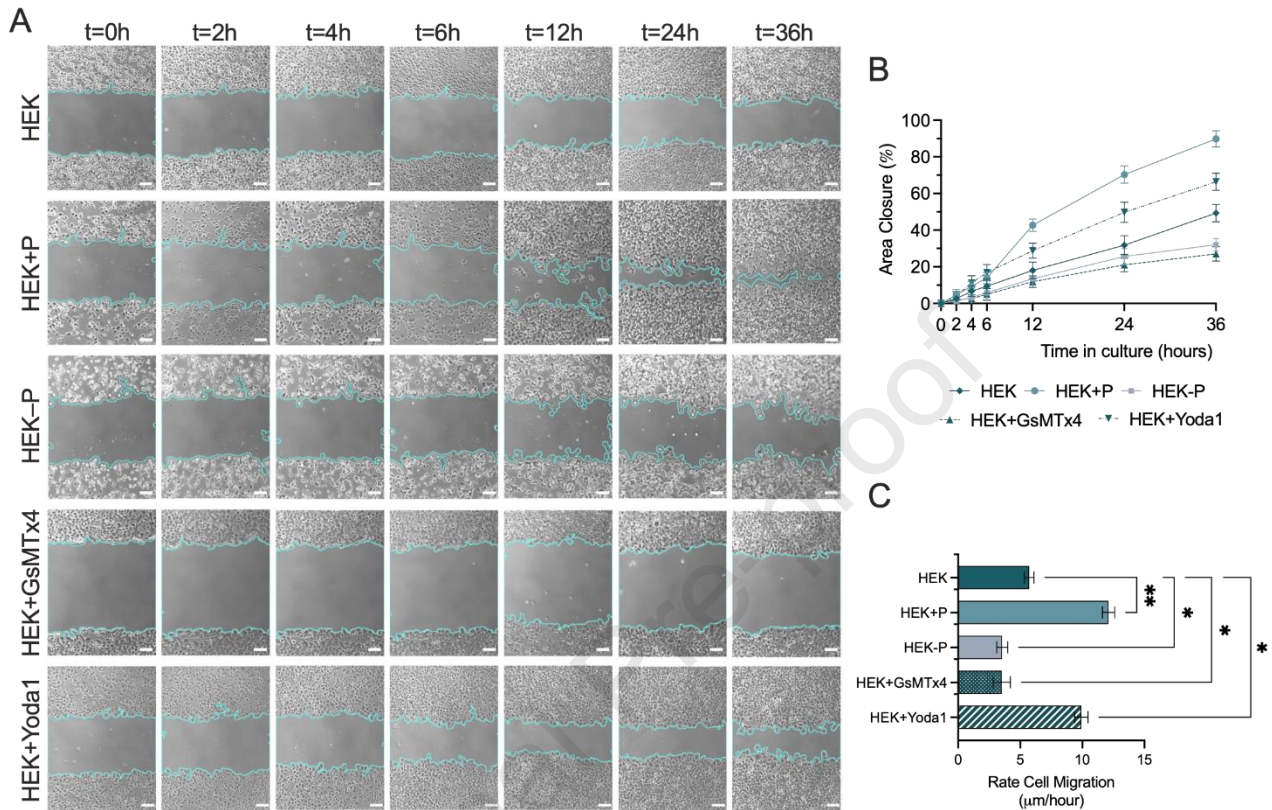 A
t=0h t=2h t=4h t=6h t=12h t=24h t=36h
HEK
HEK+P
HEK–P
HEK+GsMTx4
HEK+Yoda1
B
Area Closure (%)
100
80
60
40
20
0
0 2 4 6 12 24 36
Time in culture (hours)
HEK HEK+P HEK-P
HEK+GsMTx4 HEK+Yoda1
C
HEK
HEK+P
HEK-P
HEK+GsMTx4
HEK+Yoda1
** * * *
0 5 10 15
Rate Cell Migration
(μm/hour)